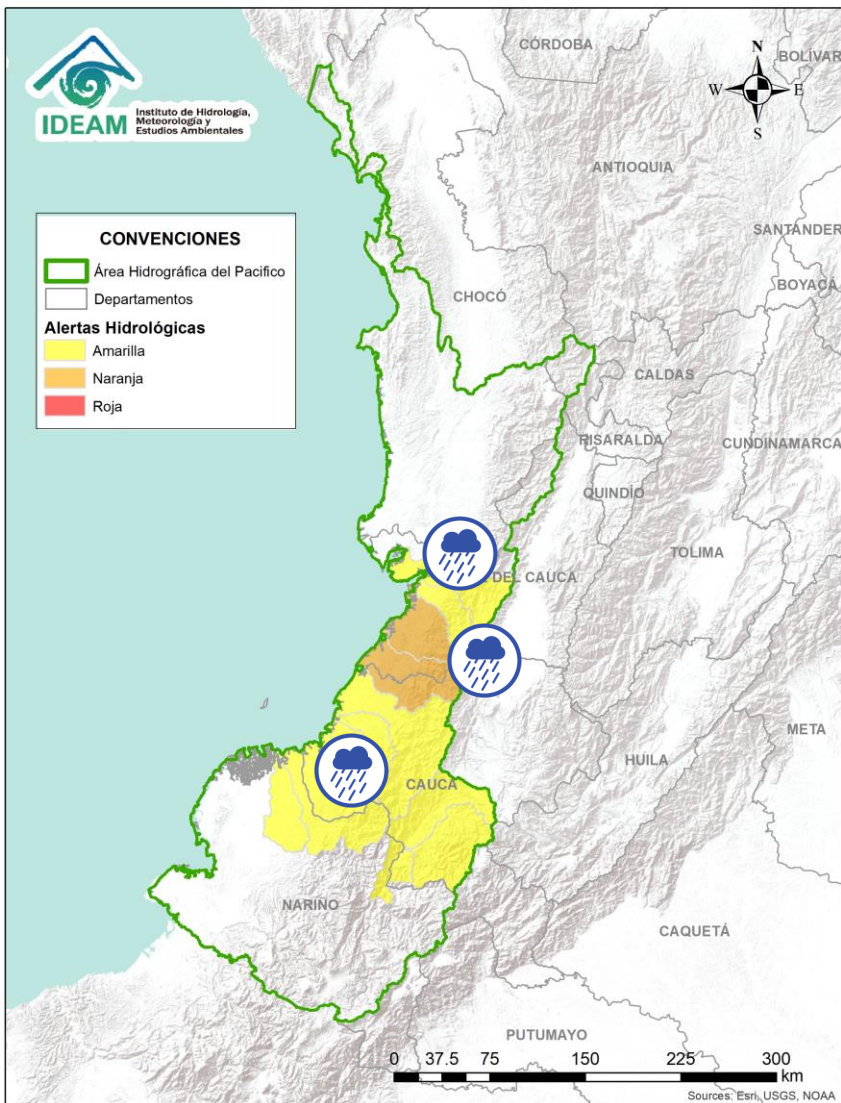 IDEAM
Instituto de Hidrología,
Meteorología y
Estudios Ambientales
CÓRDOBA
BOLÍVAR
N
W
E
S
ANTIOQUIA
SANTANDER
BOYACÁ
CONVENCIONES
Área Hidrográfica del Pacifico
Departamentos
Alertas Hidrológicas
Amarilla
Naranja
Roja
CHOCÓ
CALDAS
RISARALDA
CUNDINAMARCA
QUINDÍO
TOLIMA
DEL CAUCA
META
HUILA
CAUCA
NARIÑO
CAQUETÁ
PUTUMAYO
0 37.5 75 150 225 300
km
Sources: Esri, USGS, NOAA